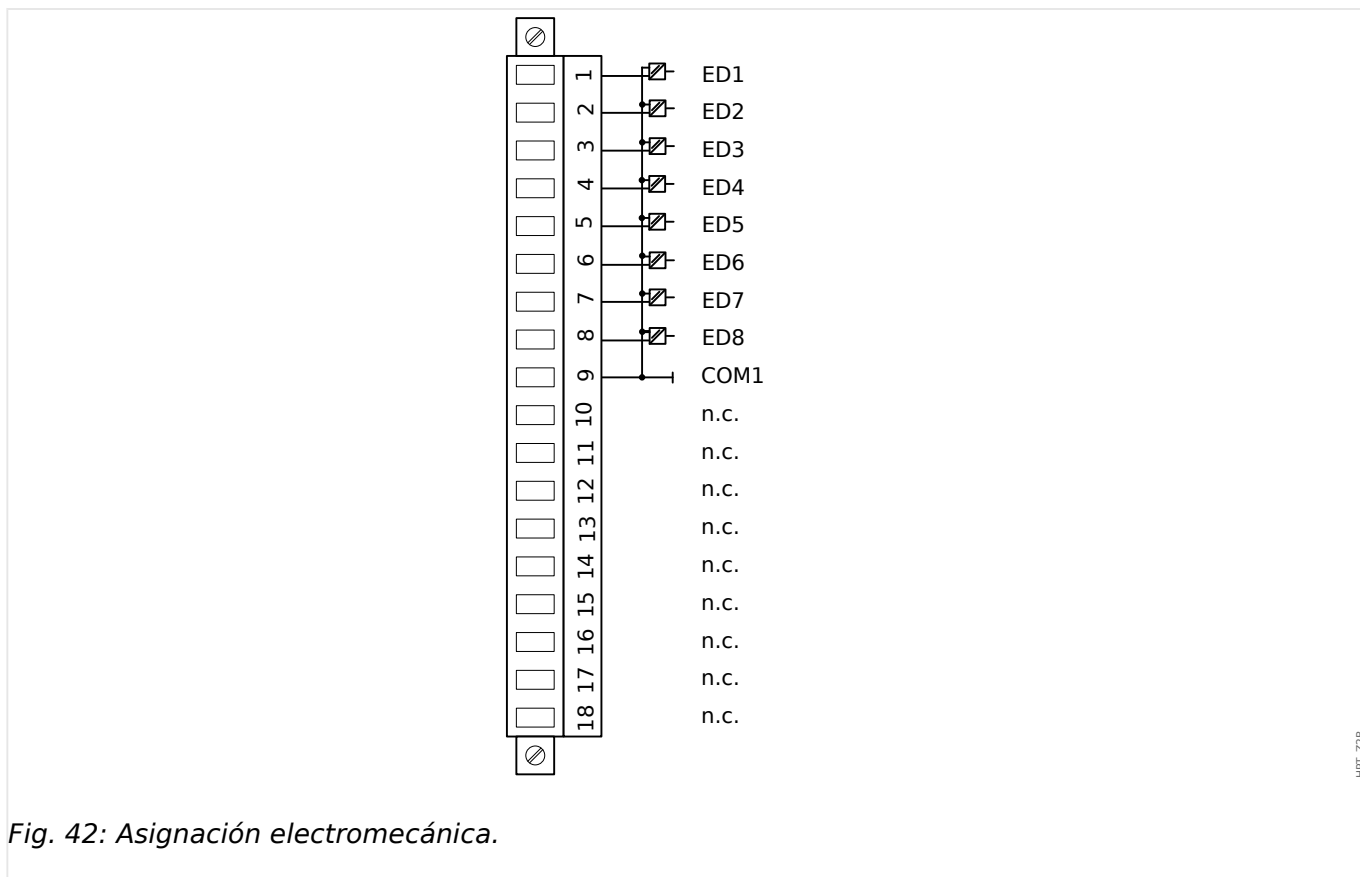 1 ED1
2 ED2
3 ED3
4 ED4
5 ED5
6 ED6
7 ED7
8 ED8
9 COM1
10 n.c.
11 n.c.
12 n.c.
13 n.c.
14 n.c.
15 n.c.
16 n.c.
17 n.c.
18 n.c.
Fig. 42: Asignación electromecánica.